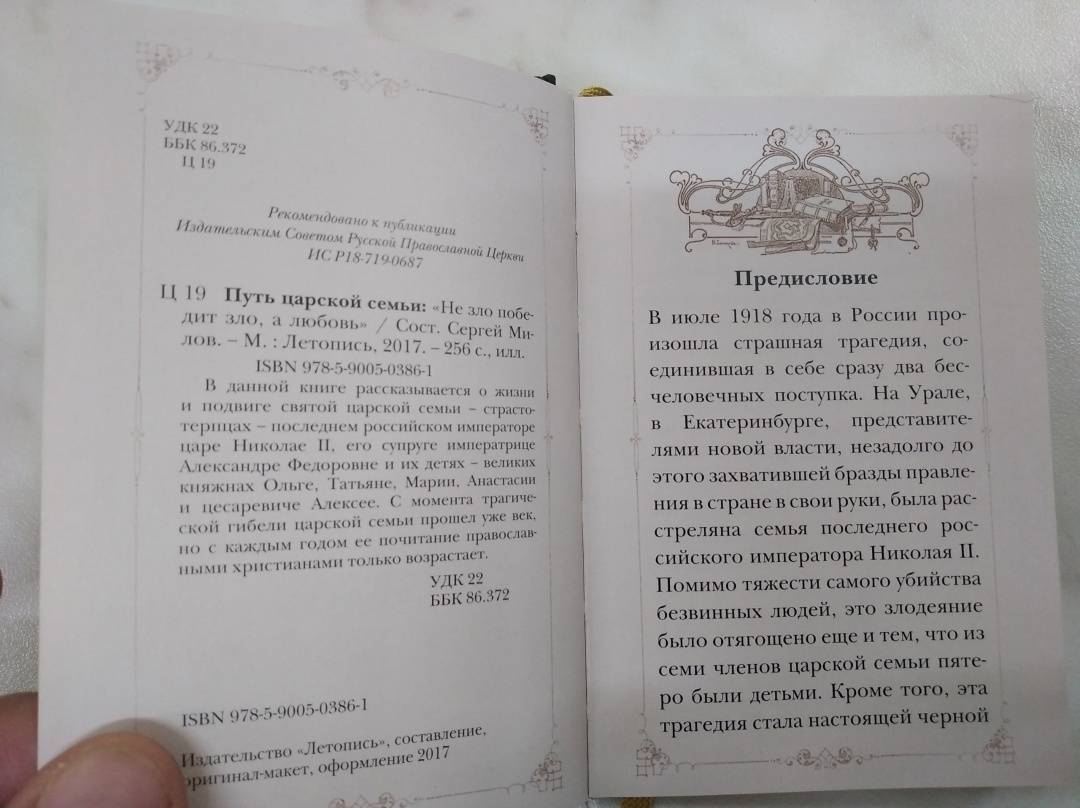 УДК 22
ББК 86.372
Ц 19
Рекомендовано к публикации
Издательским Советом Русской Православной Церкви
ИС Р18-719-0687
Ц 19 Путь царской семьи: «Не зло побе-
дит зло, а любовь» / Сост. Сергей Ми-
лов. – М. : Летопись, 2017. – 256 с., илл.
ISBN 978-5-9005-0386-1
В данной книге рассказывается о жизни
и подвиге святой царской семьи – страсто-
терпцах – последнем российском императоре
царе Николае II, его супруге императрице
Александре Федоровне и их детях – великих
княжнах Ольге, Татьяне, Марии, Анастасии
и цесаревиче Алексее. С момента трагиче-
ской гибели царской семьи прошел уже век,
но с каждым годом ее почитание православ-
ными христианами только возрастает.
УДК 22
ББК 86.372
ISBN 978-5-9005-0386-1
Издательство «Летопись», составление,
оригинал-макет, оформление 2017
Предисловие
В июле 1918 года в России про-
изошла страшная трагедия, со-
единившая в себе сразу два бес-
человечных поступка. На Урале,
в Екатеринбурге, представите-
лями новой власти, незадолго до
этого захватившей бразды правле-
ния в стране в свои руки, была рас-
стреляна семья последнего рос-
сийского императора Николая II.
Помимо тяжести самого убийства
безвинных людей, это злодеяние
было отягощено еще и тем, что из
семи членов царской семьи пяте-
ро были детьми. Кроме того, эта
трагедия стала настоящей черной